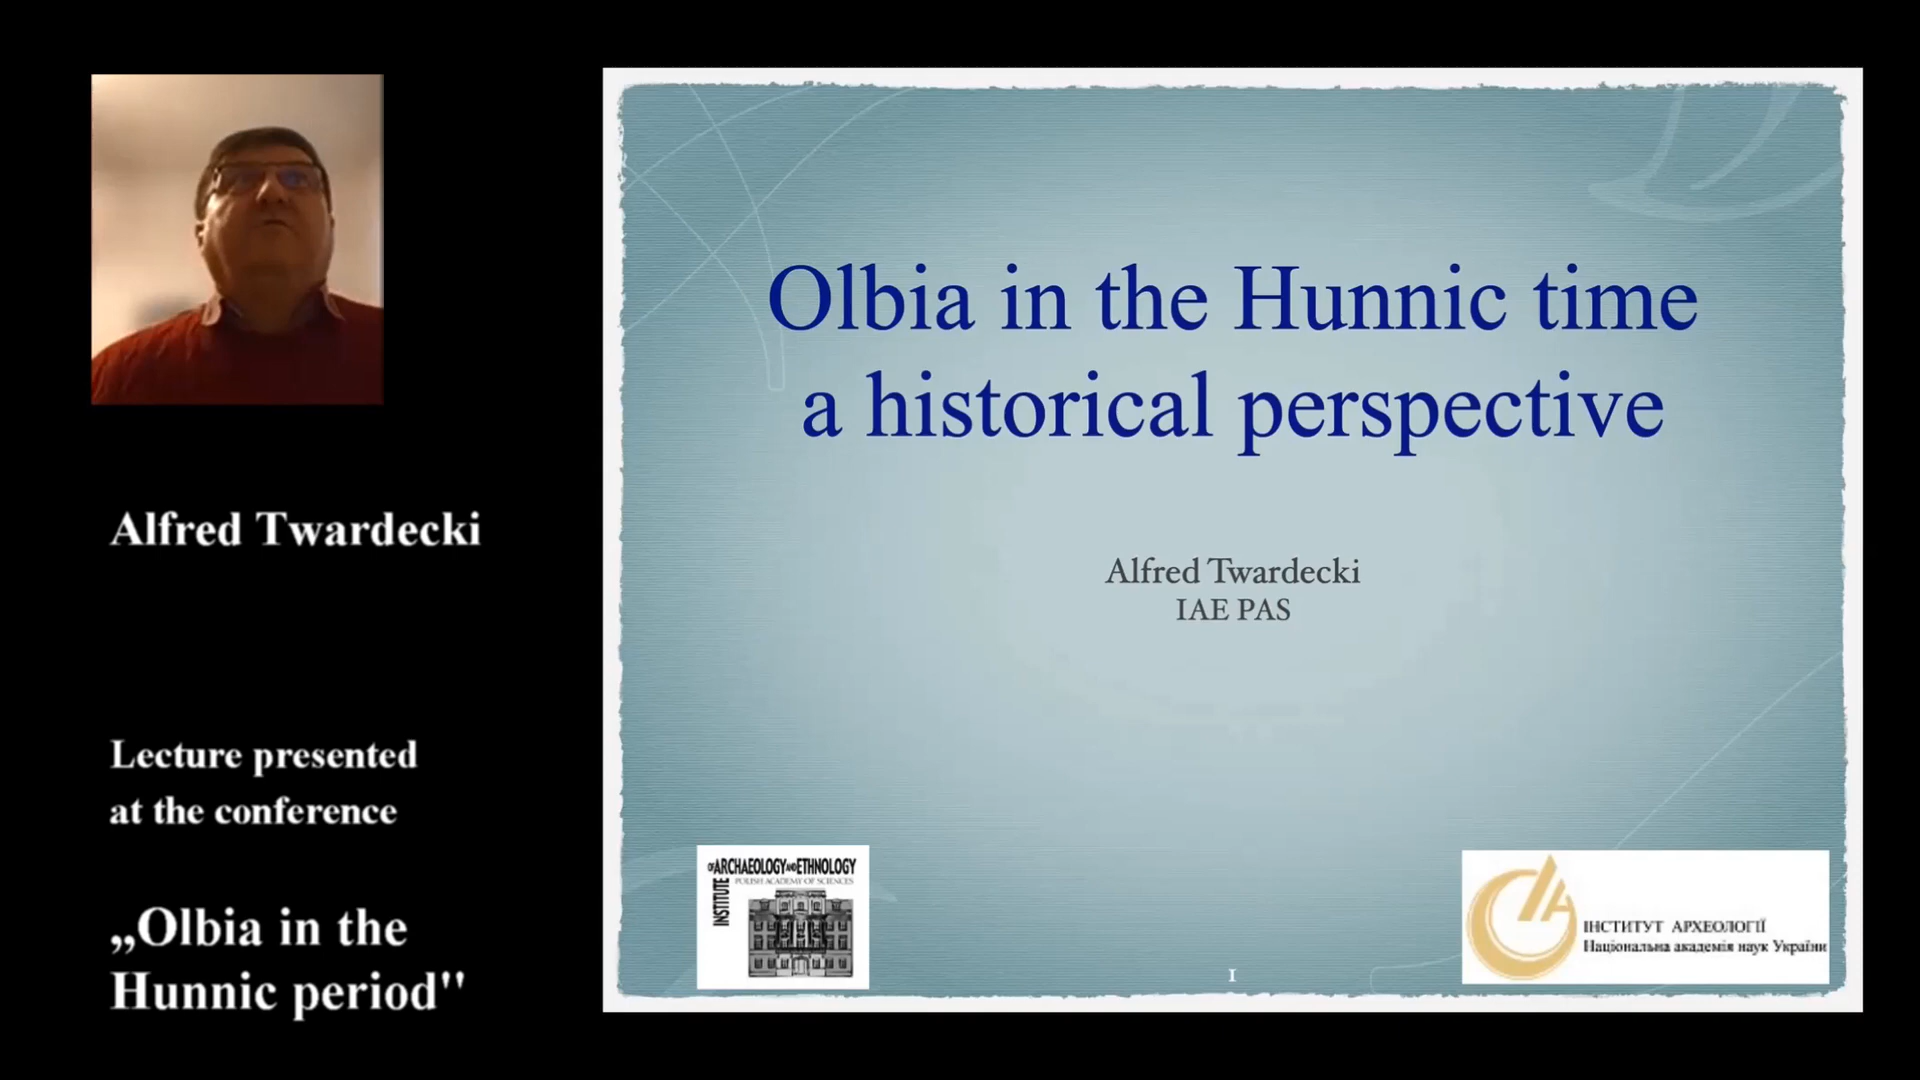 Alfred Twardecki
Lecture presented
at the conference
„Olbia in the
Hunnic period"
Olbia in the Hunnic time
a historical perspective
Alfred Twardecki
IAE PAS
INSTITUTE
OF ARCHAEOLOGY AND ETHNOLOGY
POLISH ACADEMY OF SCIENCES
1
ІА
ІНСТИТУТ АРХЕОЛОГІЇ
Національна академія наук України